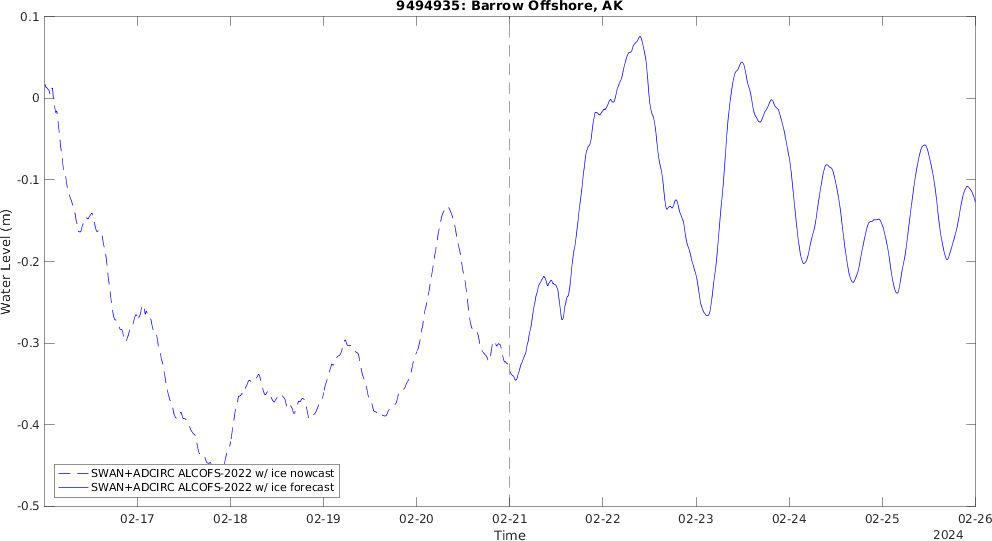 9494935: Barrow Offshore, AK
Water Level (m)
0.1
0
-0.1
-0.2
-0.3
-0.4
-0.5
SWAN+ADCIRC ALCOFS-2022 w/ ice nowcast
SWAN+ADCIRC ALCOFS-2022 w/ ice forecast
02-17 02-18 02-19 02-20 02-21 02-22 02-23 02-24 02-25 02-26
Time
2024